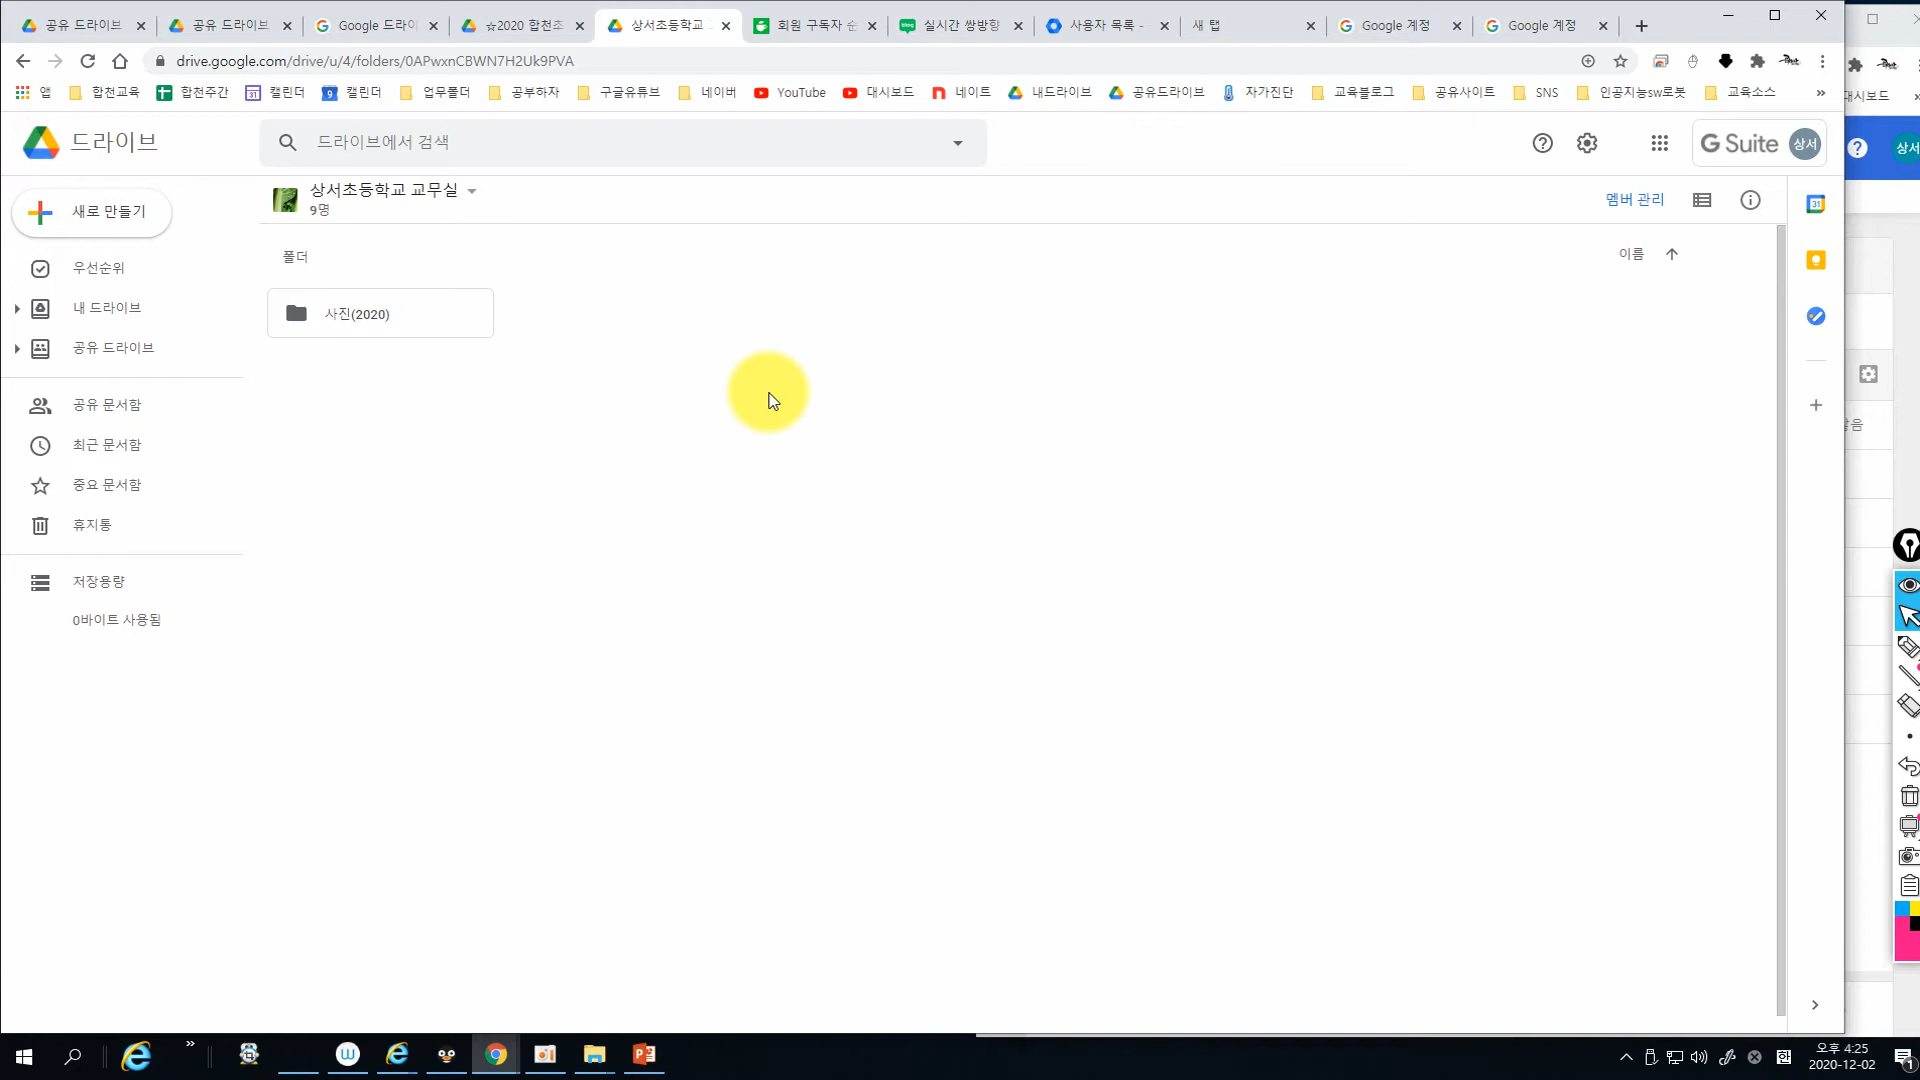 공유 드라이브
공유 드라이브
Google 드라이
☆2020 합천초
상서초등학교
회원 구독자 순
실시간 쌍방향
사용자 목록 -
새 탭
Google 계정
Google 계정
drive.google.com/drive/u/4/folders/0APwxnCBWN7H2Uk9PVA
앱
합천교육
합천주간
캘린더
캘린더
업무폴더
공부하자
구글유튜브
네이버
YouTube
대시보드
네이트
내드라이브
공유드라이브
자가진단
교육블로그
공유사이트
SNS
인공지능sw로봇
교육소스
»
대시보드
드라이브
드라이브에서 검색
G Suite
상서
상서
새로 만들기
상서초등학교 교무실
9명
멤버 관리
우선순위
내 드라이브
공유 드라이브
공유 문서함
최근 문서함
중요 문서함
휴지통
저장용량
0바이트 사용됨
폴더
이름
사진(2020)
31
오후 4:25
2020-12-02
한
1